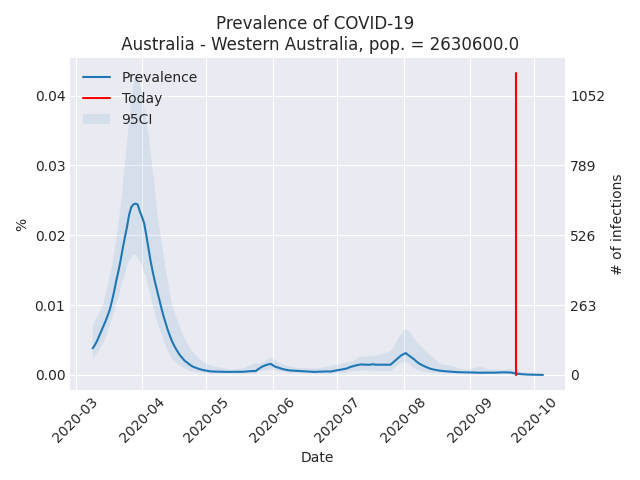 Prevalence of COVID-19
Australia - Western Australia, pop. = 2630600.0
Prevalence
Today
95CI
0.04
0.03
0.02
0.01
0.00
%
1052
789
526
263
0
# of infections
2020-03
2020-04
2020-05
2020-06
2020-07
2020-08
2020-09
2020-10
Date